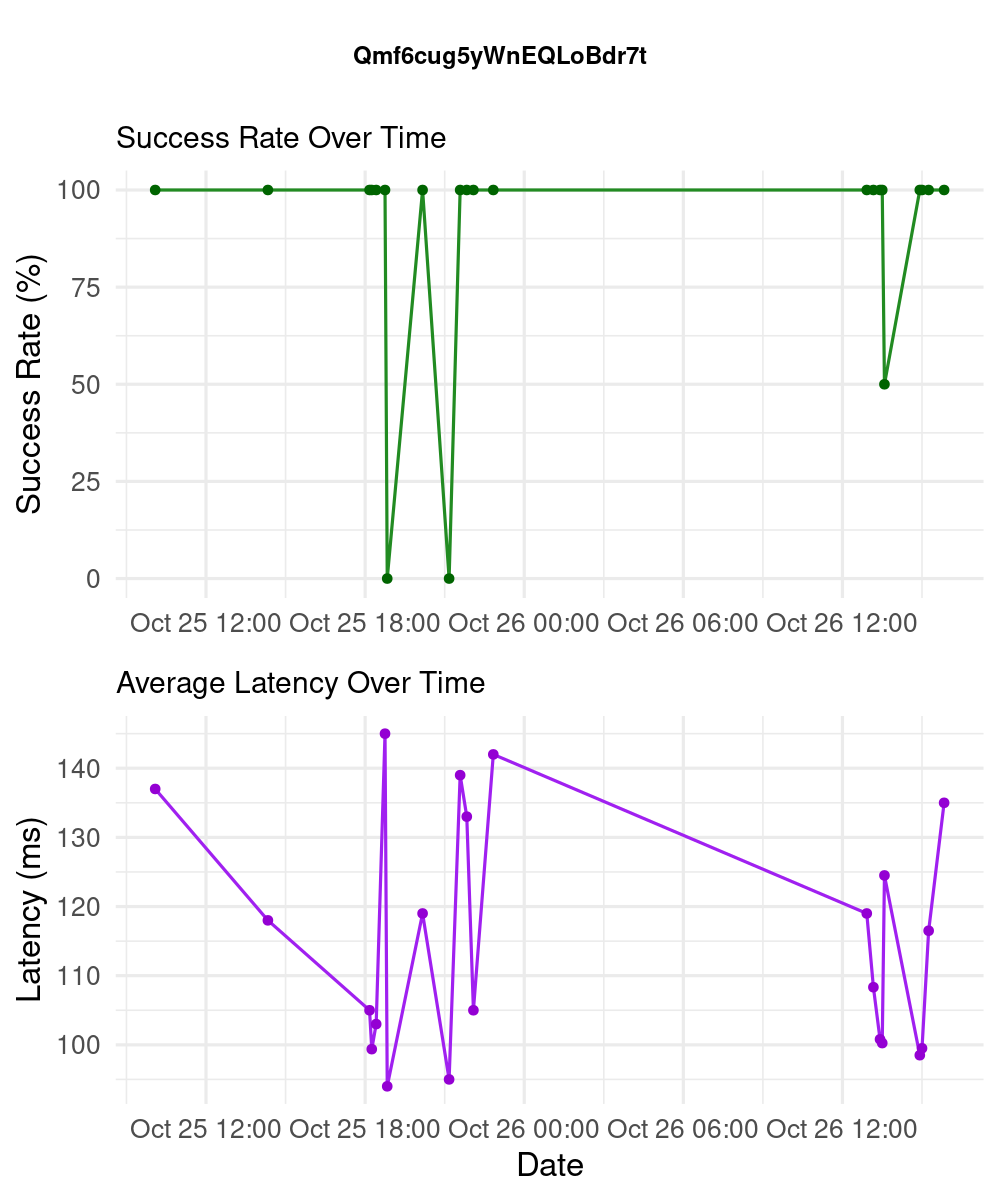 Qmf6cug5yWnEQLoBdr7t
Success Rate Over Time
Success Rate (%)
100
75
50
25
0
Oct 25 12:00 Oct 25 18:00 Oct 26 00:00 Oct 26 06:00 Oct 26 12:00
Average Latency Over Time
Latency (ms)
140
130
120
110
100
Oct 25 12:00 Oct 25 18:00 Oct 26 00:00 Oct 26 06:00 Oct 26 12:00
Date